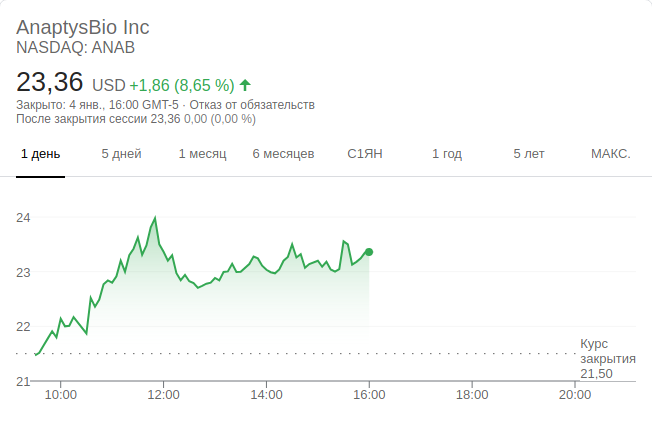 AnaptysBio Inc
NASDAQ: ANAB
23,36 USD +1,86 (8,65 %)
Закрыто: 4 янв., 16:00 GMT-5 · Отказ от обязательств
После закрытия сессии 23,36 0,00 (0,00 %)
1 день 5 дней 1 месяц 6 месяцев С1ЯН 1 год 5 лет МАКС.
24
23
22
21
Курс
закрытия
21,50
10:00 12:00 14:00 16:00 18:00 20:00